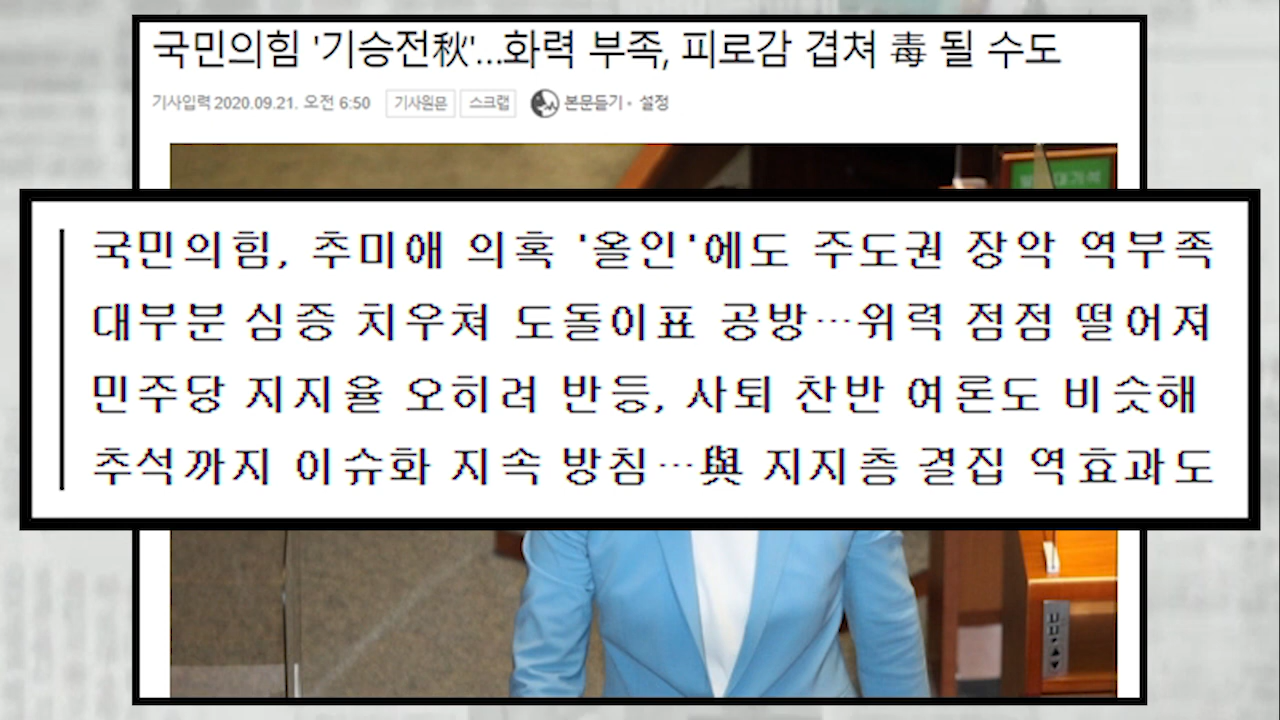 국민의힘 '기승전秋'...화력 부족, 피로감 겹쳐 毒 될 수도
기사입력 2020.09.21. 오전 6:50 기사원문 스크랩 본문듣기 · 설정
대기석
국민의힘, 추미애 의혹 '올인'에도 주도권 장악 역부족
대부분 심증 치우쳐 도돌이표 공방…위력 점점 떨어져
민주당 지지율 오히려 반등, 사퇴 찬반 여론도 비슷해
추석까지 이슈화 지속 방침…與 지지층 결집 역효과도